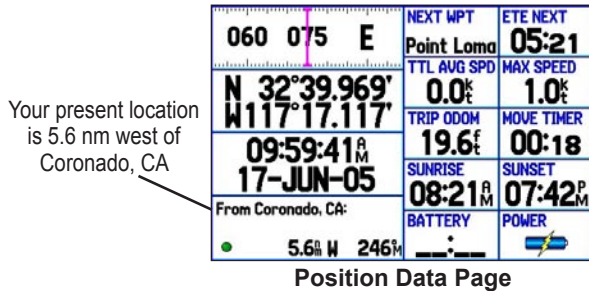 Your present location
is 5.6 nm west of
Coronado, CA
060 075 E
N 32°39.969'
W117°17.117'
09:59:41AM
17-JUN-05
From Coronado, CA:
5.6nm W 246°M
NEXT WPT
Point Loma
ETE NEXT
05:21
TTL AVG SPD
0.0kt
MAX SPEED
1.0kt
TRIP ODOM
19.6ft
MOVE TIMER
00:18
SUNRISE
08:21AM
SUNSET
07:42PM
BATTERY
__:__
POWER
Position Data Page